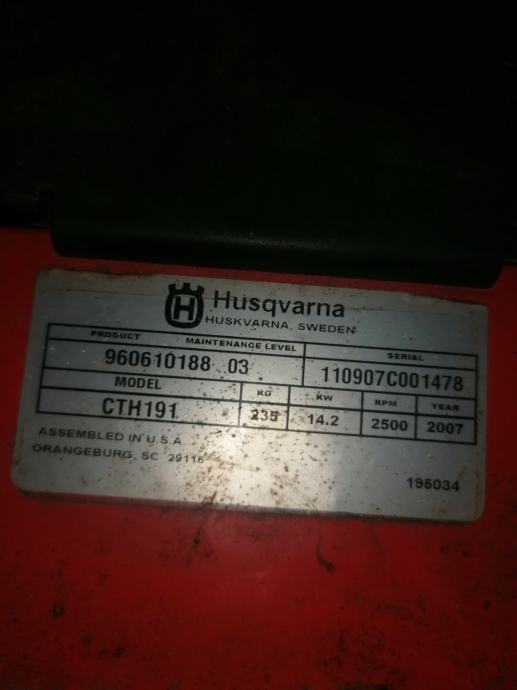 H Husqvarna
HUSKVARNA, SWEDEN
PRODUCT MAINTENANCE LEVEL SERIAL
960610188 03 110907C001478
MODEL KG KW RPM YEAR
CTH191 235 14.2 2500 2007
ASSEMBLED IN U.S.A.
ORANGEBURG, SC 29115
195034